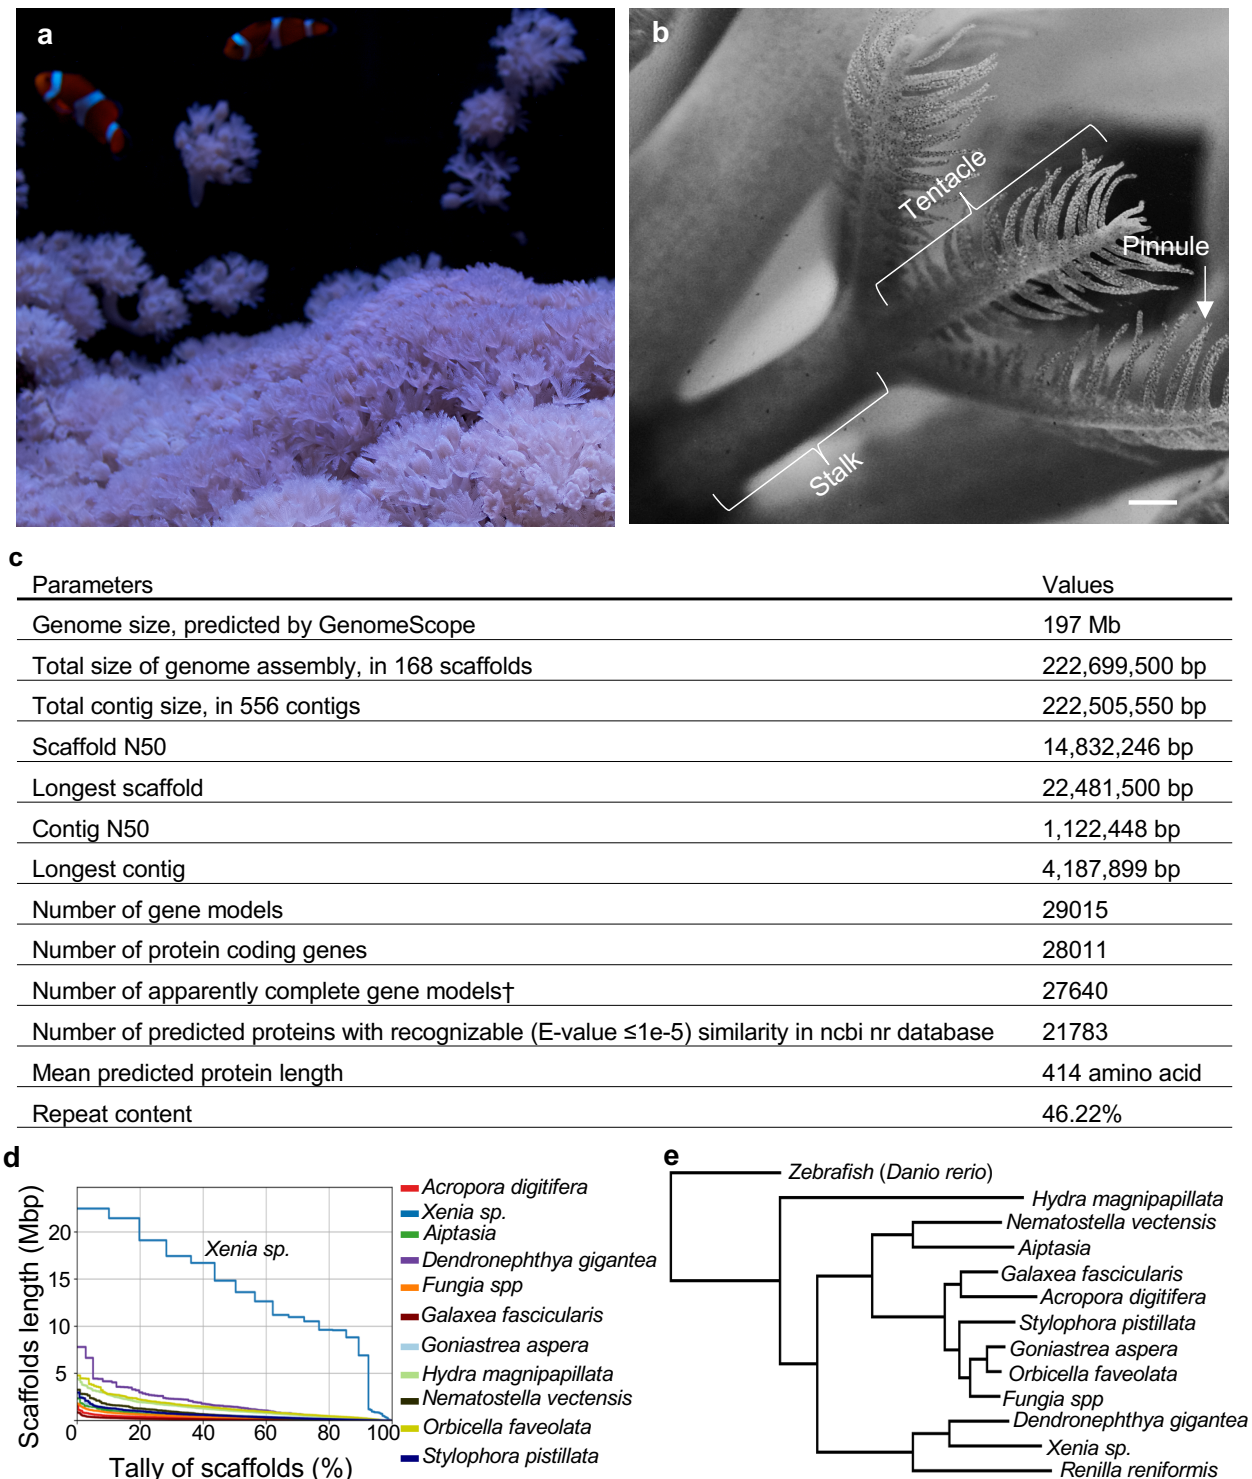 a
b
Tentacle
Pinnule
Stalk
c
Parameters Values
Genome size, predicted by GenomeScope 197 Mb
Total size of genome assembly, in 168 scaffolds 222,699,500 bp
Total contig size, in 556 contigs 222,505,550 bp
Scaffold N50 14,832,246 bp
Longest scaffold 22,481,500 bp
Contig N50 1,122,448 bp
Longest contig 4,187,899 bp
Number of gene models 29015
Number of protein coding genes 28011
Number of apparently complete gene models† 27640
Number of predicted proteins with recognizable (E-value ≤1e-5) similarity in ncbi nr database 21783
Mean predicted protein length 414 amino acid
Repeat content 46.22%
d
Scaffolds length (Mbp)
20
10
5
0 20 40 60 80 100
Tally of scaffolds (%)
Xenia sp.
Acropora digitifera
Xenia sp.
Aiptasia
Dendronephthya gigantea
Fungia spp
Galaxea fascicularis
Goniastrea aspera
Hydra magnipapillata
Nematostella vectensis
Orbicella faveolata
Stylophora pistillata
e
Zebrafish (Danio rerio)
Hydra magnipapillata
Nematostella vectensis
Aiptasia
Galaxea fascicularis
Acropora digitifera
Stylophora pistillata
Goniastrea aspera
Orbicella faveolata
Fungia spp
Dendronephthya gigantea
Xenia sp.
Renilla reniformis